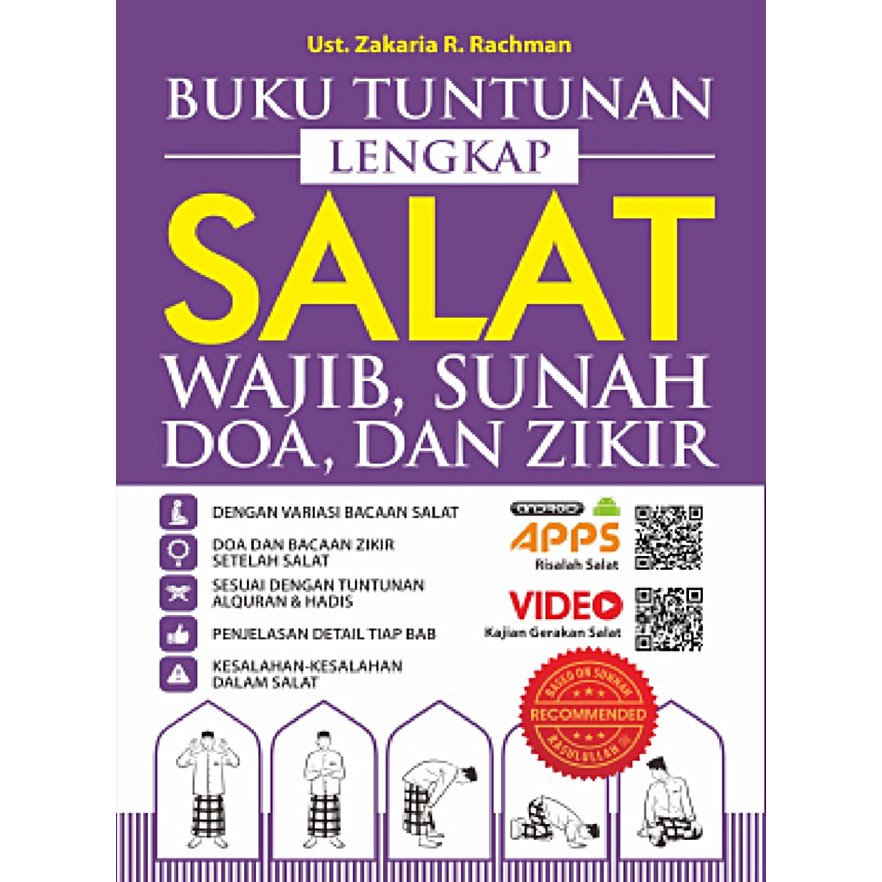 Ust. Zakaria R. Rachman
BUKU TUNTUNAN
LENGKAP
SALAT
WAJIB, SUNAH
DOA, DAN ZIKIR
DENGAN VARIASI BACAAN SALAT
DOA DAN BACAAN ZIKIR
SETELAH SALAT
SESUAI DENGAN TUNTUNAN
ALQURAN & HADIS
PENJELASAN DETAIL TIAP BAB
KESALAHAN-KESALAHAN
DALAM SALAT
ANDROID
APPS
Risalah Salat
VIDEO
Kajian Gerakan Salat
BASED ON SUNNAH
RECOMMENDED
RASULULLAH